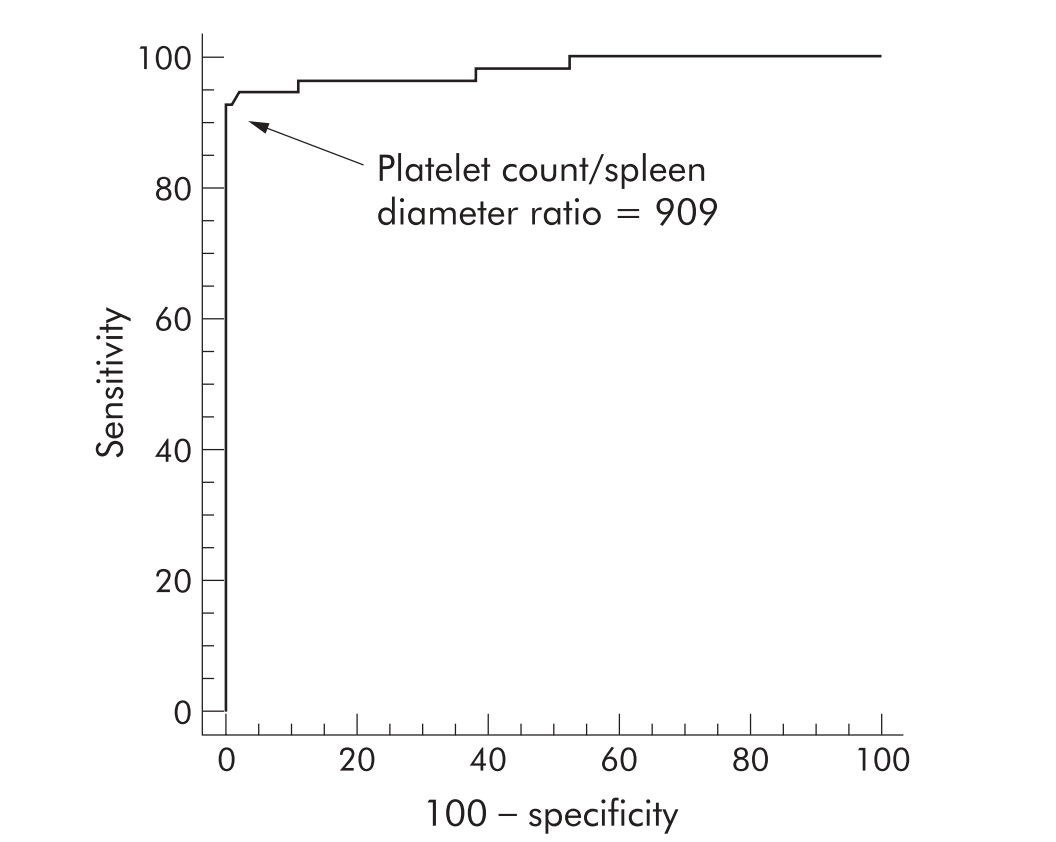 100
80
60
40
20
0
Sensitivity
Platelet count/spleen
diameter ratio = 909
0 20 40 60 80 100
100 – specificity